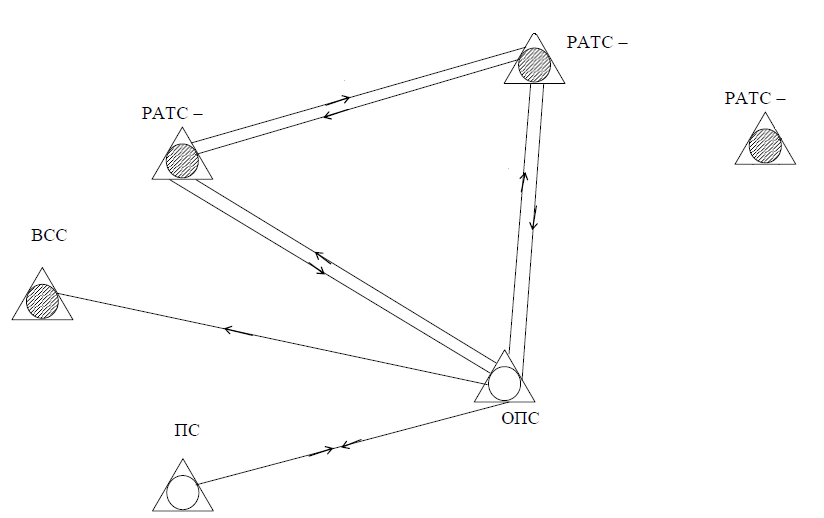 РАТС –
РАТС –
РАТС –
ВСС
ОПС
ПС